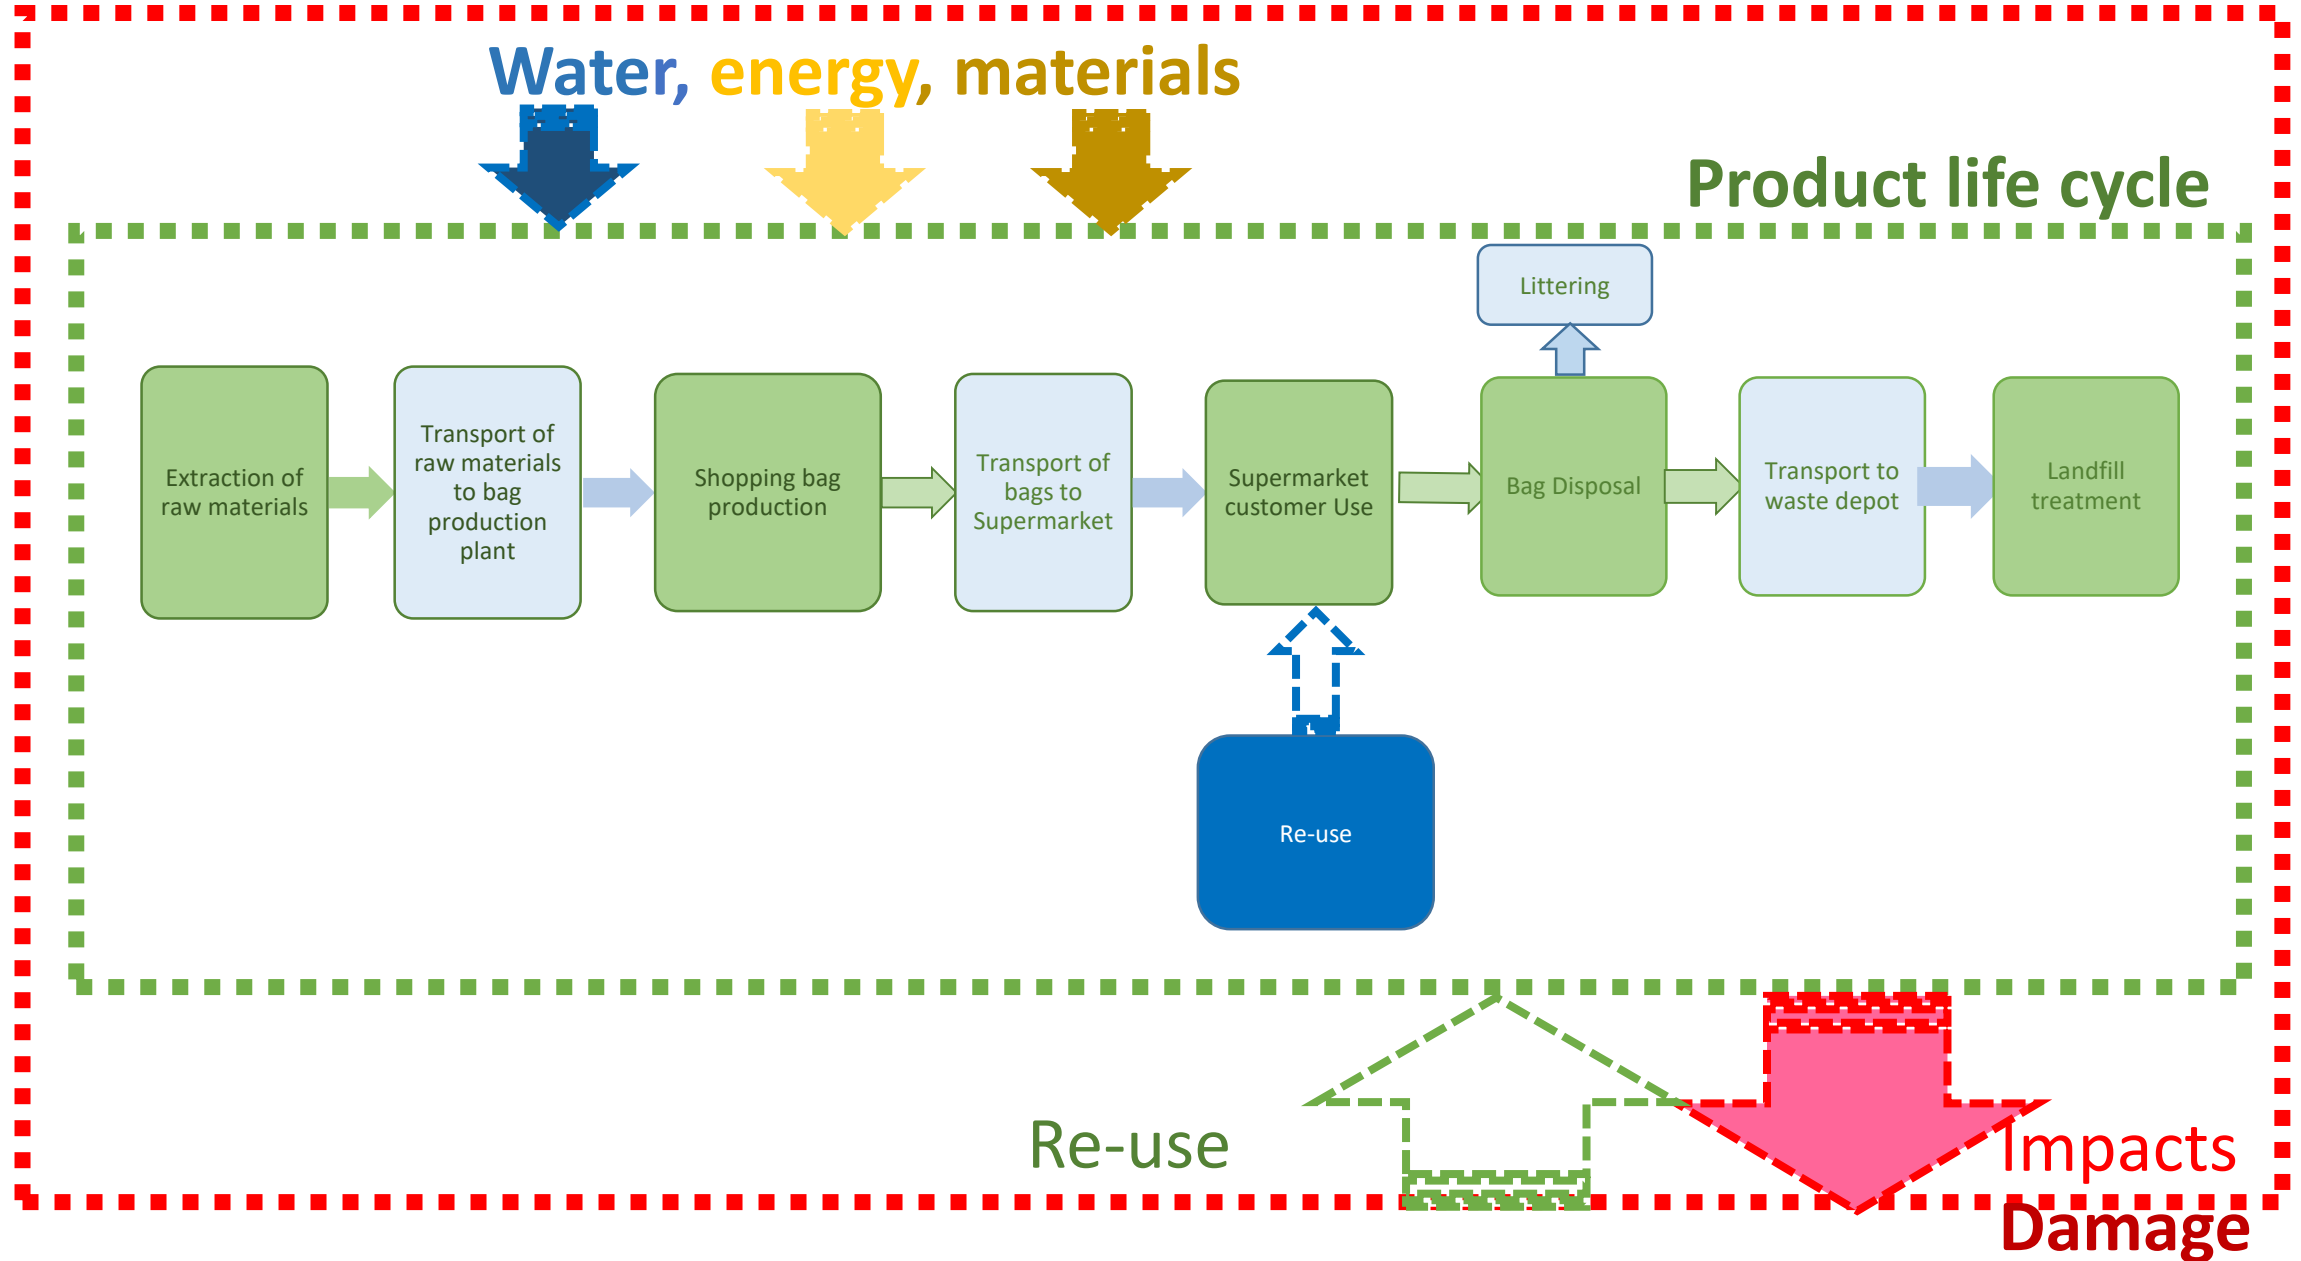 Water, energy, materials
Product life cycle
Littering
Extraction of
raw materials
Transport of
raw materials
to bag
production
plant
Shopping bag
production
Transport of
bags to
Supermarket
Supermarket
customer Use
Bag Disposal
Transport to
waste depot
Landfill
treatment
Re-use
Re-use
Impacts
Damage